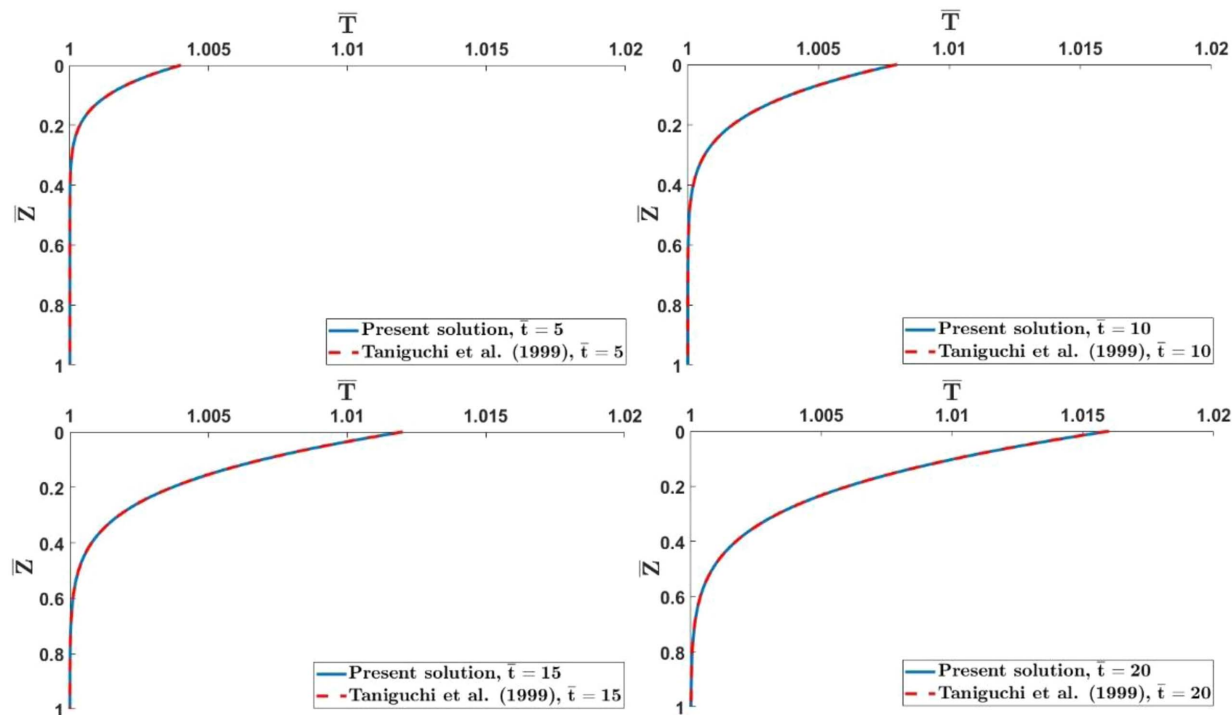 T̅
1 1.005 1.01 1.015 1.02
0
0.2
0.4
Z̅
0.6
0.8
1
Present solution, t̅ = 5
Taniguchi et al. (1999), t̅ = 5
T̅
1 1.005 1.01 1.015 1.02
0
0.2
0.4
Z̅
0.6
0.8
1
Present solution, t̅ = 10
Taniguchi et al. (1999), t̅ = 10
T̅
1 1.005 1.01 1.015 1.02
0
0.2
0.4
Z̅
0.6
0.8
1
Present solution, t̅ = 15
Taniguchi et al. (1999), t̅ = 15
T̅
1 1.005 1.01 1.015 1.02
0
0.2
0.4
Z̅
0.6
0.8
1
Present solution, t̅ = 20
Taniguchi et al. (1999), t̅ = 20